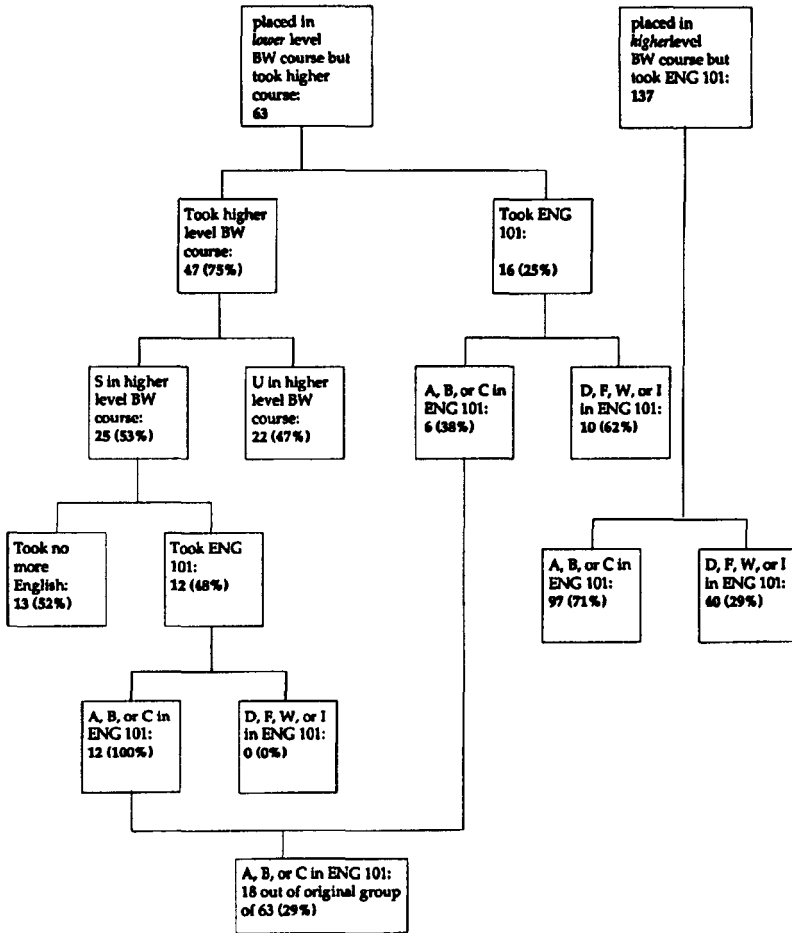 placed in
lower level
BW course but
took higher
course:
63
placed in
higherlevel
BW course but
took ENG 101:
137
Took higher
level BW
course:
47 (75%)
Took ENG
101:
16 (25%)
S in higher
level BW
course:
25 (53%)
U in higher
level BW
course:
22 (47%)
A, B, or C in
ENG 101:
6 (38%)
D, F, W, or I
in ENG 101:
10 (62%)
Took no
more
English:
13 (52%)
Took ENG
101:
12 (48%)
A, B, or C in
ENG 101:
97 (71%)
D, F, W, or I
in ENG 101:
40 (29%)
A, B, or C in
ENG 101:
12 (100%)
D, F, W, or I
in ENG 101:
0 (0%)
A, B, or C in ENG 101:
18 out of original group
of 63 (29%)